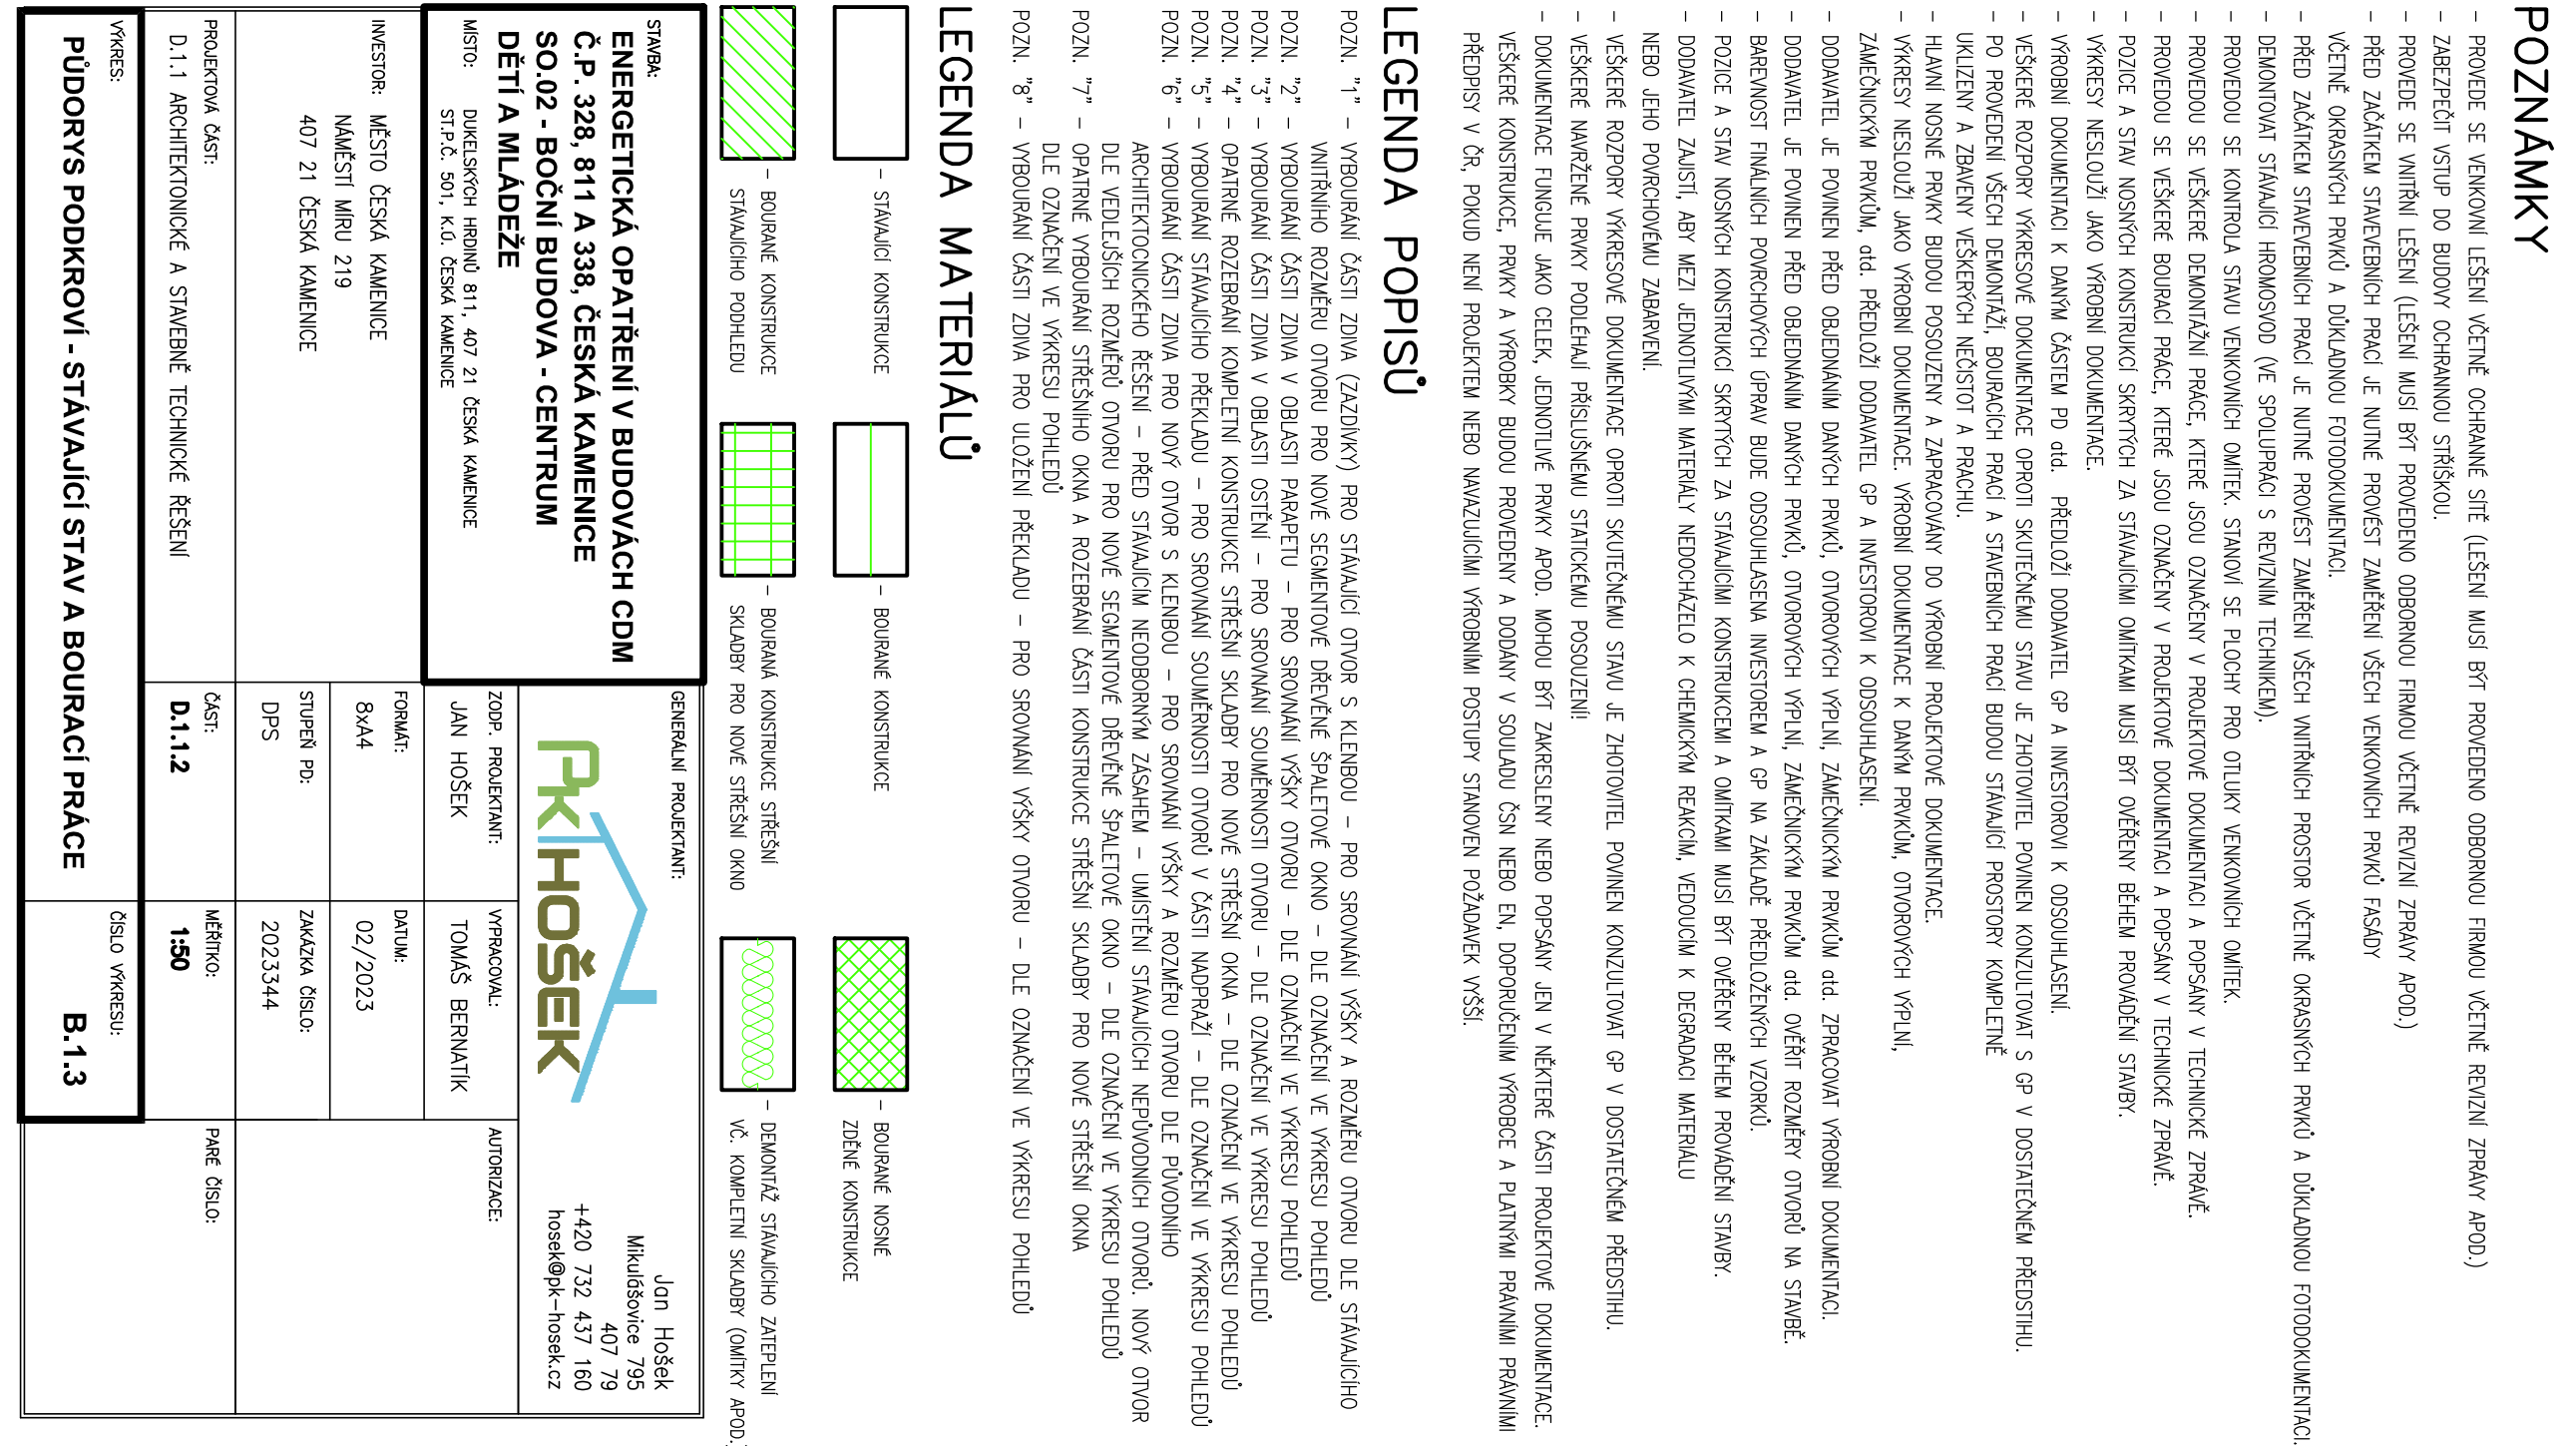 POZNÁMKY
- PROVEDE SE VENKOVNÍ LEŠENÍ VČETNĚ OCHRANNÉ SÍTĚ (LEŠENÍ MUSÍ BÝT PROVEDENO ODBORNOU FIRMOU VČETNĚ REVIZNÍ ZPRÁVY APOD.)
- ZABEZPEČIT VSTUP DO BUDOVY OCHRANNOU STŘÍŠKOU.
- PROVEDE SE VNITŘNÍ LEŠENÍ (LEŠENÍ MUSÍ BÝT PROVEDENO ODBORNOU FIRMOU VČETNĚ REVIZNÍ ZPRÁVY APOD.)
- PŘED ZAČÁTKEM STAVEVEBNÍCH PRACÍ JE NUTNÉ PROVÉST ZAMĚŘENÍ VŠECH VENKOVNÍCH PRVKŮ FASÁDY
VČETNĚ OKRASNÝCH PRVKŮ A DŮKLADNOU FOTODOKUMENTACI.
- PŘED ZAČÁTKEM STAVEVEBNÍCH PRACÍ JE NUTNÉ PROVÉST ZAMĚŘENÍ VŠECH VNITŘNÍCH PROSTOR VČETNĚ OKRASNÝCH PRVKŮ A DŮKLADNOU FOTODOKUMENTACI.
- DEMONTOVAT STÁVAJÍCÍ HROMOSVOD (VE SPOLUPRÁCI S REVIZNÍM TECHNIKEM).
- PROVEDOU SE KONTROLA STAVU VENKOVNÍCH OMÍTEK. STANOVÍ SE PLOCHY PRO OTLUKY VENKOVNÍCH OMÍTEK.
- PROVEDOU SE VEŠKERÉ DEMONTÁŽNÍ PRÁCE, KTERÉ JSOU OZNAČENY V PROJEKTOVÉ DOKUMENTACI A POPSÁNY V TECHNICKÉ ZPRÁVĚ.
- PROVEDOU SE VEŠKERÉ BOURACÍ PRÁCE, KTERÉ JSOU OZNAČENY V PROJEKTOVÉ DOKUMENTACI A POPSÁNY V TECHNICKÉ ZPRÁVĚ.
- POZICE A STAV NOSNÝCH KONSTRUKCÍ SKRYTÝCH ZA STÁVAJÍCÍMI OMÍTKAMI MUSÍ BÝT OVĚŘENY BĚHEM PROVÁDĚNÍ STAVBY.
- VÝKRESY NESLOUŽÍ JAKO VÝROBNÍ DOKUMENTACE.
- VÝROBNÍ DOKUMENTACI K DANÝM ČÁSTEM PD atd. PŘEDLOŽÍ DODAVATEL GP A INVESTOROVI K ODSOUHLASENÍ.
- VEŠKERÉ ROZPORY VÝKRESOVÉ DOKUMENTACE OPROTI SKUTEČNÉMU STAVU JE ZHOTOVITEL POVINEN KONZULTOVAT S GP V DOSTATEČNÉM PŘEDSTIHU.
- PO PROVEDENÍ VŠECH DEMONTÁŽÍ, BOURACÍCH PRACÍ A STAVEBNÍCH PRACÍ BUDOU STÁVAJÍCÍ PROSTORY KOMPLETNĚ
UKLIZENY A ZBAVENY VEŠKERÝCH NEČISTOT A PRACHU.
- HLAVNÍ NOSNÉ PRVKY BUDOU POSOUZENY A ZAPRACOVÁNY DO VÝROBNÍ PROJEKTOVÉ DOKUMENTACE.
- VÝKRESY NESLOUŽÍ JAKO VÝROBNÍ DOKUMENTACE. VÝROBNÍ DOKUMENTACE K DANÝM PRVKŮM, OTVOROVÝCH VÝPLNÍ,
ZÁMEČNICKÝM PRVKŮM, atd. PŘEDLOŽÍ DODAVATEL GP A INVESTOROVI K ODSOUHLASENÍ.
- DODAVATEL JE POVINEN PŘED OBJEDNÁNÍM DANÝCH PRVKŮ, OTVOROVÝCH VÝPLNÍ, ZÁMEČNICKÝM PRVKŮM atd. ZPRACOVAT VÝROBNÍ DOKUMENTACI.
- DODAVATEL JE POVINEN PŘED OBJEDNÁNÍM DANÝCH PRVKŮ, OTVOROVÝCH VÝPLNÍ, ZÁMEČNICKÝM PRVKŮM atd. OVĚŘIT ROZMĚRY OTVORŮ NA STAVBĚ.
- BAREVNOST FINÁLNÍCH POVRCHOVÝCH ÚPRAV BUDE ODSOUHLASENA INVESTOREM A GP NA ZÁKLADĚ PŘEDLOŽENÝCH VZORKŮ.
- POZICE A STAV NOSNÝCH KONSTRUKCÍ SKRYTÝCH ZA STÁVAJÍCÍMI KONSTRUKCEMI A OMÍTKAMI MUSÍ BÝT OVĚŘENY BĚHEM PROVÁDĚNÍ STAVBY.
- DODAVATEL ZAJISTÍ, ABY MEZI JEDNOTLIVÝMI MATERIÁLY NEDOCHÁZELO K CHEMICKÝM REAKCÍM, VEDOUCÍM K DEGRADACI MATERIÁLU
NEBO JEHO POVRCHOVÉMU ZABARVENÍ.
- VEŠKERÉ ROZPORY VÝKRESOVÉ DOKUMENTACE OPROTI SKUTEČNÉMU STAVU JE ZHOTOVITEL POVINEN KONZULTOVAT GP V DOSTATEČNÉM PŘEDSTIHU.
- VEŠKERÉ NAVRŽENÉ PRVKY PODLÉHAJÍ PŘÍSLUŠNÉMU STATICKÉMU POSOUZENÍ!
- DOKUMENTACE FUNGUJE JAKO CELEK, JEDNOTLIVÉ PRVKY APOD. MOHOU BÝT ZAKRESLENY NEBO POPSÁNY JEN V NĚKTERÉ ČÁSTI PROJEKTOVÉ DOKUMENTACE.
VEŠKERÉ KONSTRUKCE, PRVKY A VÝROBKY BUDOU PROVEDENY A DODÁNY V SOULADU ČSN NEBO EN, DOPORUČENÍM VÝROBCE A PLATNÝMI PRÁVNÍMI PRÁVNÍMI
PŘEDPISY V ČR, POKUD NENÍ PROJEKTEM NEBO NAVAZUJÍCÍMI VÝROBNÍMI POSTUPY STANOVEN POŽADAVEK VYŠŠÍ.
LEGENDA POPISŮ
POZN. "1" - VYBOURÁNÍ ČÁSTI ZDIVA (ZAZDÍVKY) PRO STÁVAJÍCÍ OTVOR S KLENBOU - PRO SROVNÁNÍ VÝŠKY A ROZMĚRU OTVORU DLE STÁVAJÍCÍHO
VNITŘNÍHO ROZMĚRU OTVORU PRO NOVÉ SEGMENTOVÉ DŘEVĚNÉ ŠPALETOVÉ OKNO - DLE OZNAČENÍ VE VÝKRESU POHLEDŮ
POZN. "2" - VYBOURÁNÍ ČÁSTI ZDIVA V OBLASTI PARAPETU - PRO SROVNÁNÍ VÝŠKY OTVORU - DLE OZNAČENÍ VE VÝKRESU POHLEDŮ
POZN. "3" - VYBOURÁNÍ ČÁSTI ZDIVA V OBLASTI OSTĚNÍ - PRO SROVNÁNÍ SOUMĚRNOSTI OTVORU - DLE OZNAČENÍ VE VÝKRESU POHLEDŮ
POZN. "4" - OPATRNÉ ROZEBRÁNÍ KOMPLETNÍ KONSTRUKCE STŘEŠNÍ SKLADBY PRO NOVÉ STŘEŠNÍ OKNA - DLE OZNAČENÍ VE VÝKRESU POHLEDŮ
POZN. "5" - VYBOURÁNÍ STÁVAJÍCÍHO PŘEKLADU - PRO SROVNÁNÍ SOUMĚRNOSTI OTVORŮ V ČÁSTI NADPRAŽÍ - DLE OZNAČENÍ VE VÝKRESU POHLEDŮ
POZN. "6" - VYBOURÁNÍ ČÁSTI ZDIVA PRO NOVÝ OTVOR S KLENBOU - PRO SROVNÁNÍ VÝŠKY A ROZMĚRU OTVORU DLE PŮVODNÍHO
ARCHITEKTOCNICKÉHO ŘEŠENÍ - PŘED STÁVAJÍCÍM NEODBORNÝM ZÁSAHEM - UMÍSTĚNÍ STÁVAJÍCÍCH NEPŮVODNÍCH OTVORŮ. NOVÝ OTVOR
DLE VEDLEJŠÍCH ROZMĚRŮ OTVORU PRO NOVÉ SEGMENTOVÉ DŘEVĚNÉ ŠPALETOVÉ OKNO - DLE OZNAČENÍ VE VÝKRESU POHLEDŮ
POZN. "7" - OPATRNÉ VYBOURÁNÍ STŘEŠNÍHO OKNA A ROZEBRÁNÍ ČÁSTI KONSTRUKCE STŘEŠNÍ SKLADBY PRO NOVÉ STŘEŠNÍ OKNA
DLE OZNAČENÍ VE VÝKRESU POHLEDŮ
POZN. "8" - VYBOURÁNÍ ČÁSTI ZDIVA PRO ULOŽENÍ PŘEKLADU - PRO SROVNÁNÍ VÝŠKY OTVORU - DLE OZNAČENÍ VE VÝKRESU POHLEDŮ
LEGENDA MATERIÁLŮ
- STÁVAJÍCÍ KONSTRUKCE
- BOURANÉ KONSTRUKCE
- BOURANÉ NOSNÉ
ZDĚNÉ KONSTRUKCE
- BOURANÉ KONSTRUKCE
STÁVAJÍCÍHO PODHLEDU
- BOURANÁ KONSTRUKCE STŘEŠNÍ
SKLADBY PRO NOVÉ STŘEŠNÍ OKNO
- DEMONTÁŽ STÁVAJÍCÍHO ZATEPLENÍ
VČ. KOMPLETNÍ SKLADBY (OMÍTKY APOD.)
STAVBA:
ENERGETICKÁ OPATŘENÍ V BUDOVÁCH CDM
Č.P. 328, 811 A 338, ČESKÁ KAMENICE
SO.02 - BOČNÍ BUDOVA - CENTRUM
DĚTÍ A MLÁDEŽE
MÍSTO: DUKELSKÝCH HRDINŮ 811, 407 21 ČESKÁ KAMENICE
ST.P.Č. 501, K.Ú. ČESKÁ KAMENICE
GENERÁLNÍ PROJEKTANT:
PK HOŠEK
Jan Hošek
Mikulášovice 795
407 79
+420 732 437 160
hosek@pk-hosek.cz
INVESTOR: MĚSTO ČESKÁ KAMENICE
NÁMĚSTÍ MÍRU 219
407 21 ČESKÁ KAMENICE
ZODP. PROJEKTANT:
JAN HOŠEK
VYPRACOVAL:
TOMÁŠ BERNATÍK
AUTORIZACE:
FORMÁT:
8xA4
DATUM:
02/2023
STUPEŇ PD:
DPS
ZAKÁZKA ČÍSLO:
2023344
PROJEKTOVÁ ČÁST:
D.1.1 ARCHITEKTONICKÉ A STAVEBNĚ TECHNICKÉ ŘEŠENÍ
ČÁST:
D.1.1.2
MĚŘÍTKO:
1:50
PARÉ ČÍSLO:
VÝKRES:
PŮDORYS PODKROVÍ - STÁVAJÍCÍ STAV A BOURACÍ PRÁCE
ČÍSLO VÝKRESU:
B.1.3